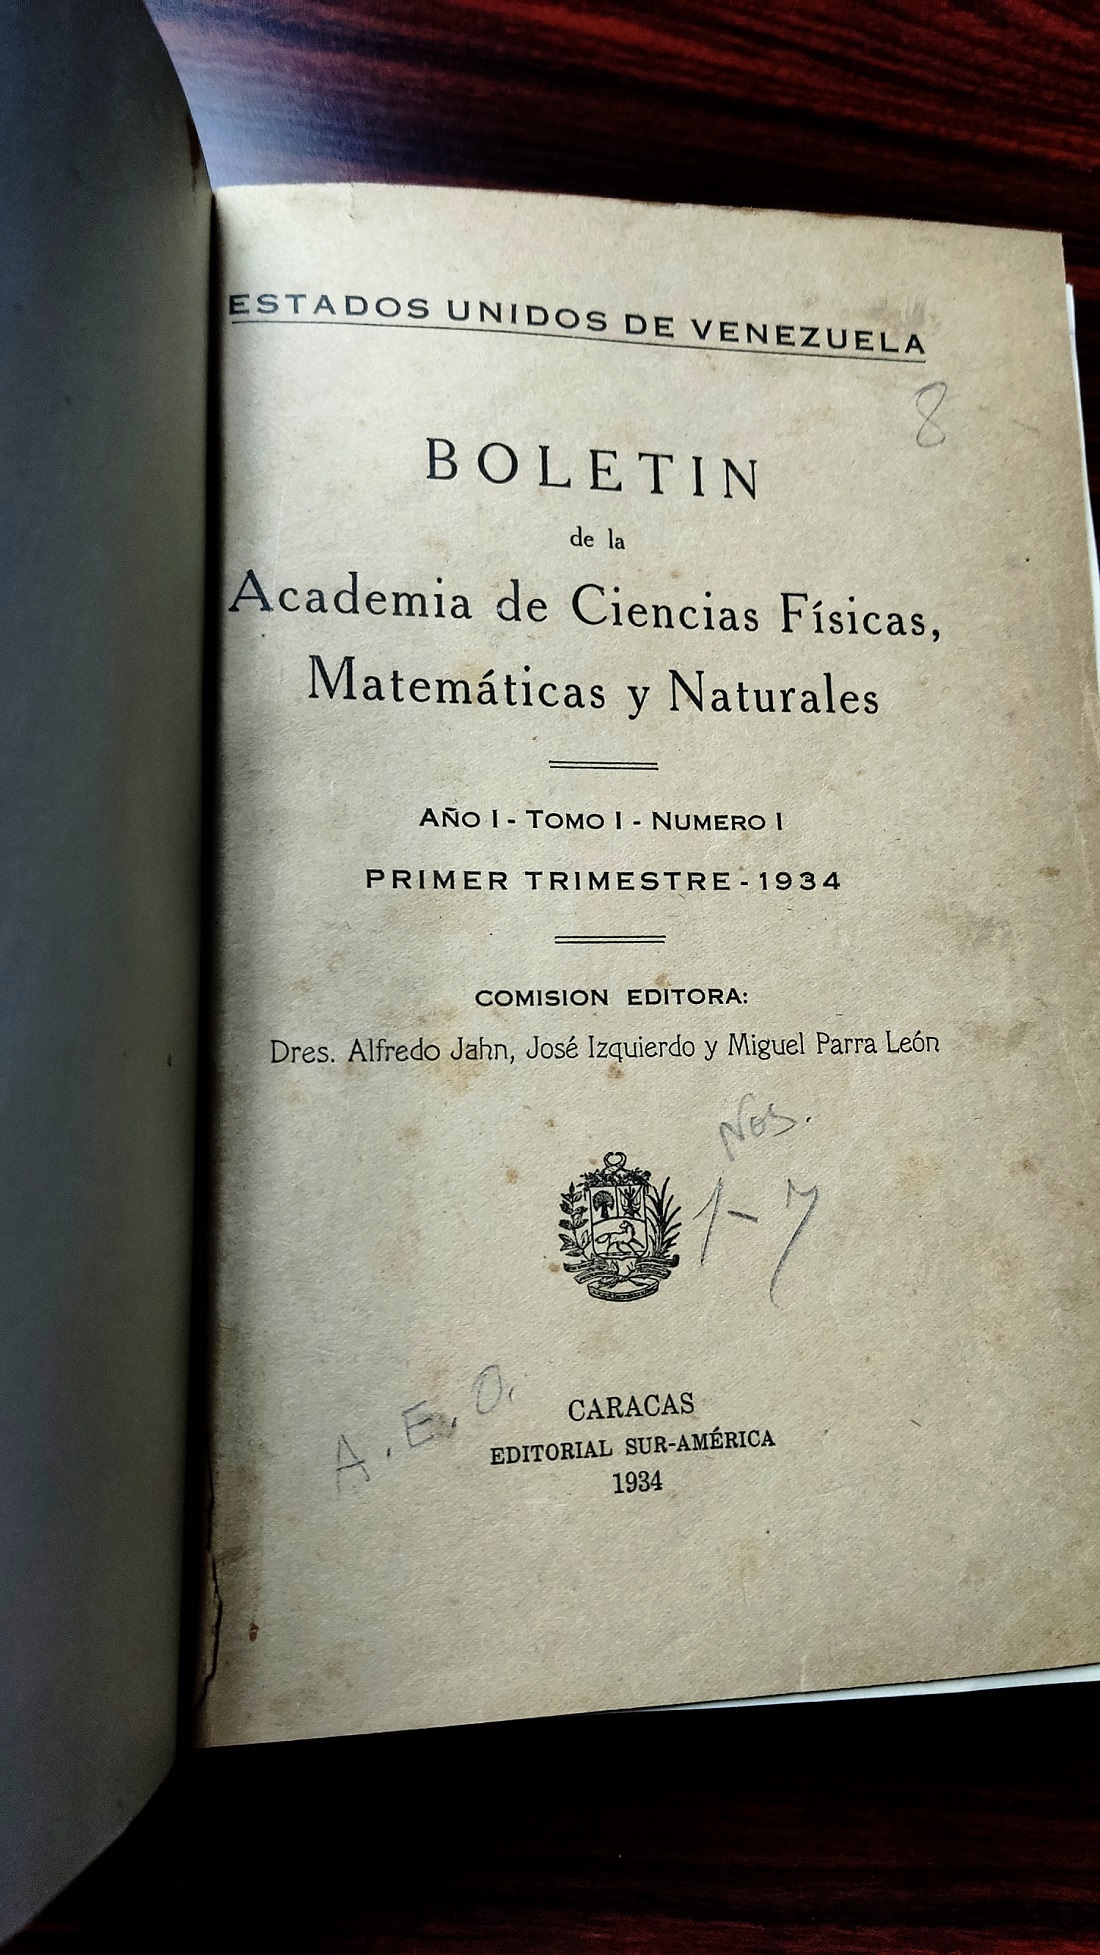 ESTADOS UNIDOS DE VENEZUELA
8
BOLETIN
de la
Academia de Ciencias Físicas,
Matemáticas y Naturales
AÑO I - TOMO I - NUMERO I
PRIMER TRIMESTRE - 1934
COMISION EDITORA:
Dres. Alfredo Jahn, José Izquierdo y Miguel Parra León
Nos.
1-7
A. E. O.
CARACAS
EDITORIAL SUR-AMÉRICA
1934